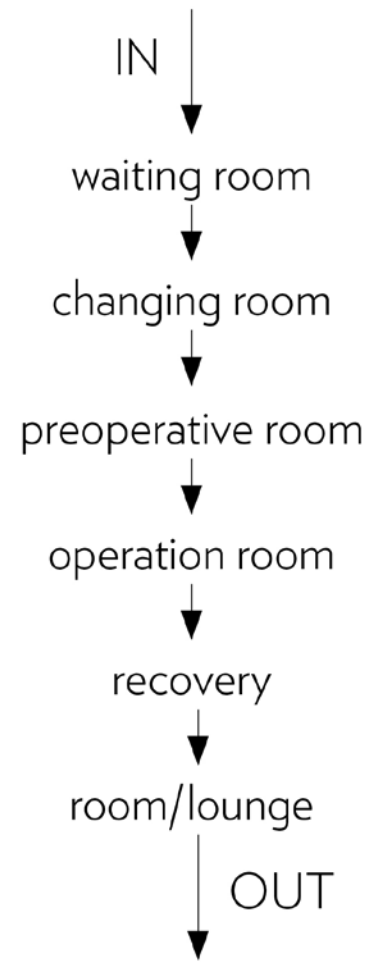 IN
waiting room
changing room
preoperative room
operation room
recovery
room/lounge
OUT